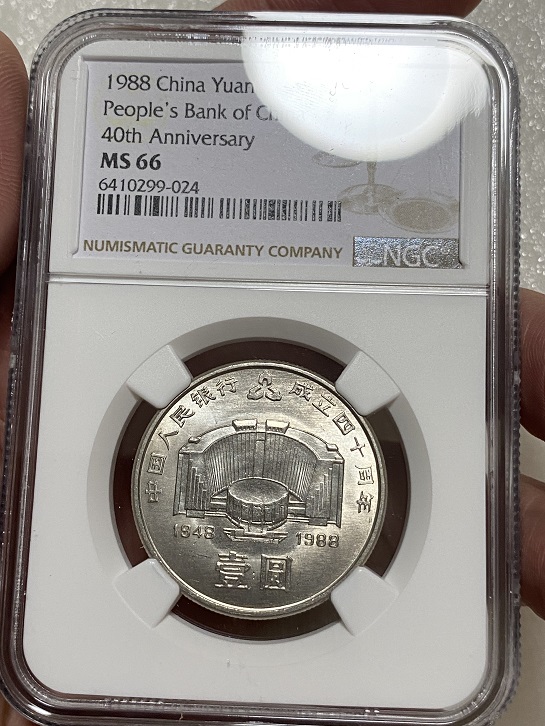 1988 China Yuan
People's Bank of
40th Anniversary
MS 66
6410299-024
NUMISMATIC GUARANTY COMPANY
NGC
中国人民银行 成立四十周年
1948 1988
壹圆